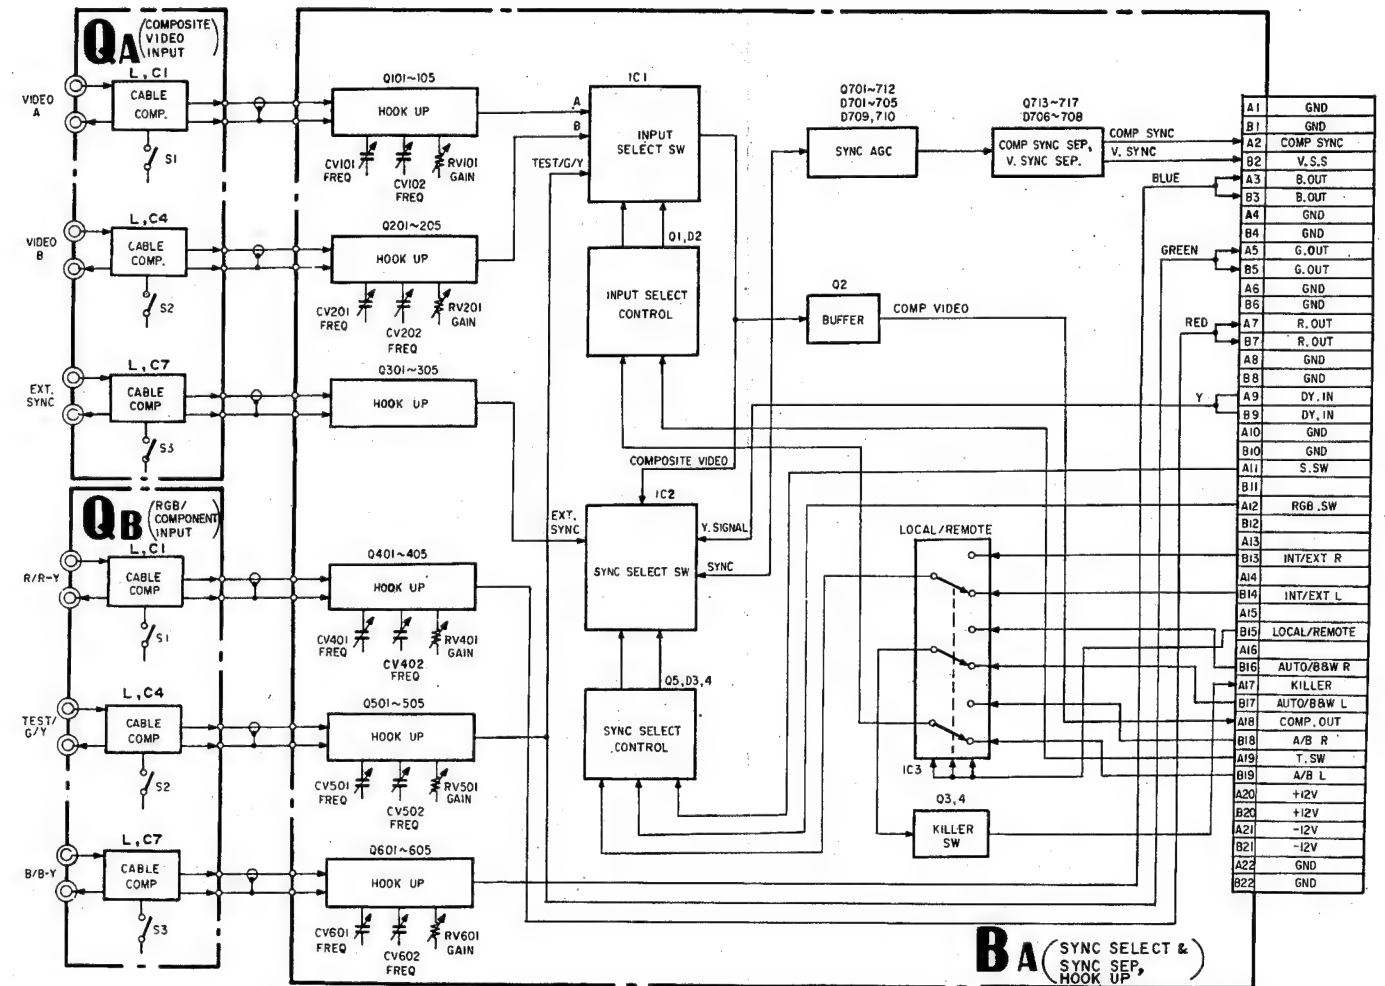 QA (COMPOSITE VIDEO INPUT)
L, C1
CABLE COMP.
VIDEO A
S1
L, C4
CABLE COMP.
VIDEO B
S2
L, C7
CABLE COMP
EXT. SYNC
S3
QB (RGB/ COMPONENT INPUT)
L, C1
CABLE COMP
R/R-Y
S1
L, C4
CABLE COMP
TEST/ G/Y
S2
L, C7
CABLE COMP
B/B-Y
S3
Q101~105
HOOK UP
CV101 FREQ
CV102 FREQ
RV101 GAIN
Q201~205
HOOK UP
CV201 FREQ
CV202 FREQ
RV201 GAIN
Q301~305
HOOK UP
Q401~405
HOOK UP
CV401 FREQ
CV402 FREQ
RV401 GAIN
Q501~505
HOOK UP
CV501 FREQ
CV502 FREQ
RV501 GAIN
Q601~605
HOOK UP
CV601 FREQ
CV602 FREQ
RV601 GAIN
A
B
TEST/G/Y
IC1
INPUT SELECT SW
Q1, D2
INPUT SELECT CONTROL
COMPOSITE VIDEO
IC2
EXT. SYNC
SYNC SELECT SW
Y.SIGNAL
SYNC
Q5, D3, 4
SYNC SELECT CONTROL
Q701~712
D701~705
D709, 710
SYNC AGC
Q713~717
D706~708
COMP SYNC SEP, V. SYNC SEP.
COMP SYNC
V. SYNC
Q2
BUFFER
COMP VIDEO
BLUE
GREEN
RED
Y
LOCAL/REMOTE
IC3
Q3, 4
KILLER SW
A1 GND
B1 GND
A2 COMP SYNC
B2 V.S.S
A3 B.OUT
B3 B.OUT
A4 GND
B4 GND
A5 G.OUT
B5 G.OUT
A6 GND
B6 GND
A7 R.OUT
B7 R.OUT
A8 GND
B8 GND
A9 DY.IN
B9 DY.IN
A10 GND
B10 GND
A11 S.SW
B11
A12 RGB.SW
B12
A13
B13 INT/EXT R
A14
B14 INT/EXT L
A15
B15 LOCAL/REMOTE
A16
B16 AUTO/B&W R
A17 KILLER
B17 AUTO/B&W L
A18 COMP.OUT
B18 A/B R
A19 T.SW
B19 A/B L
A20 +12V
B20 +12V
A21 -12V
B21 -12V
A22 GND
B22 GND
BA (SYNC SELECT & SYNC SEP, HOOK UP)